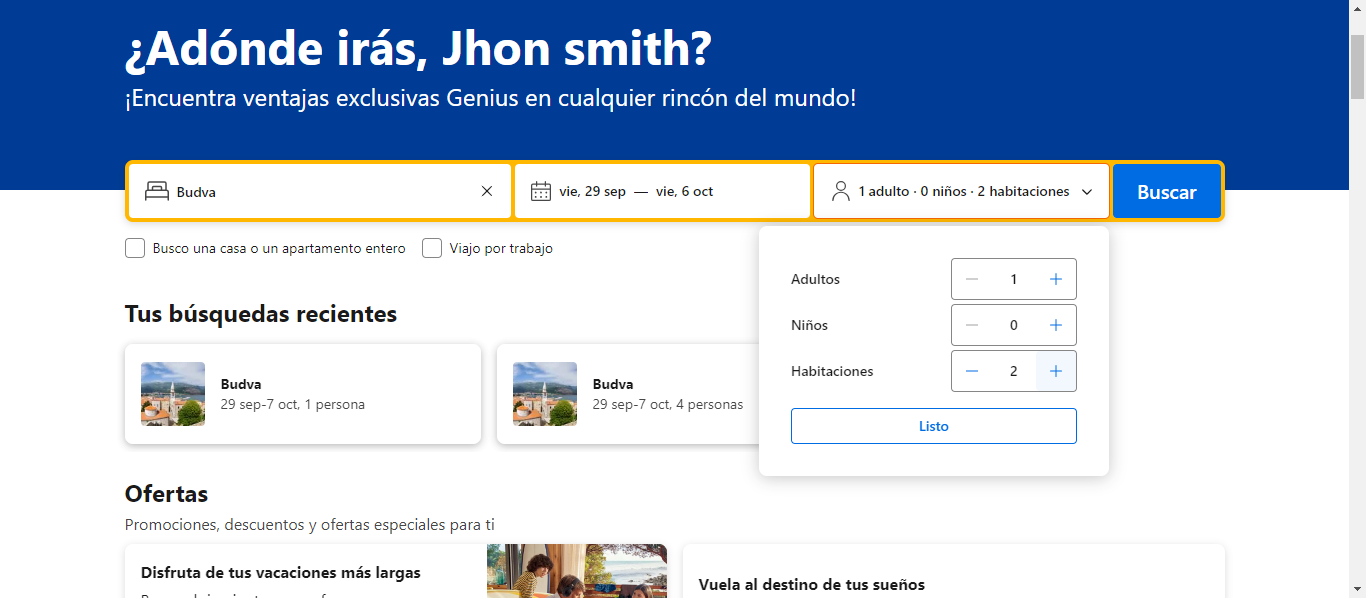 ¿Adónde irás, Jhon smith?
¡Encuentra ventajas exclusivas Genius en cualquier rincón del mundo!
Budva
vie, 29 sep — vie, 6 oct
1 adulto · 0 niños · 2 habitaciones
Buscar
Busco una casa o un apartamento entero
Viajo por trabajo
Adultos 1
Niños 0
Habitaciones 2
Listo
Tus búsquedas recientes
Budva
29 sep-7 oct, 1 persona
Budva
29 sep-7 oct, 4 personas
Ofertas
Promociones, descuentos y ofertas especiales para ti
Disfruta de tus vacaciones más largas
Vuela al destino de tus sueños